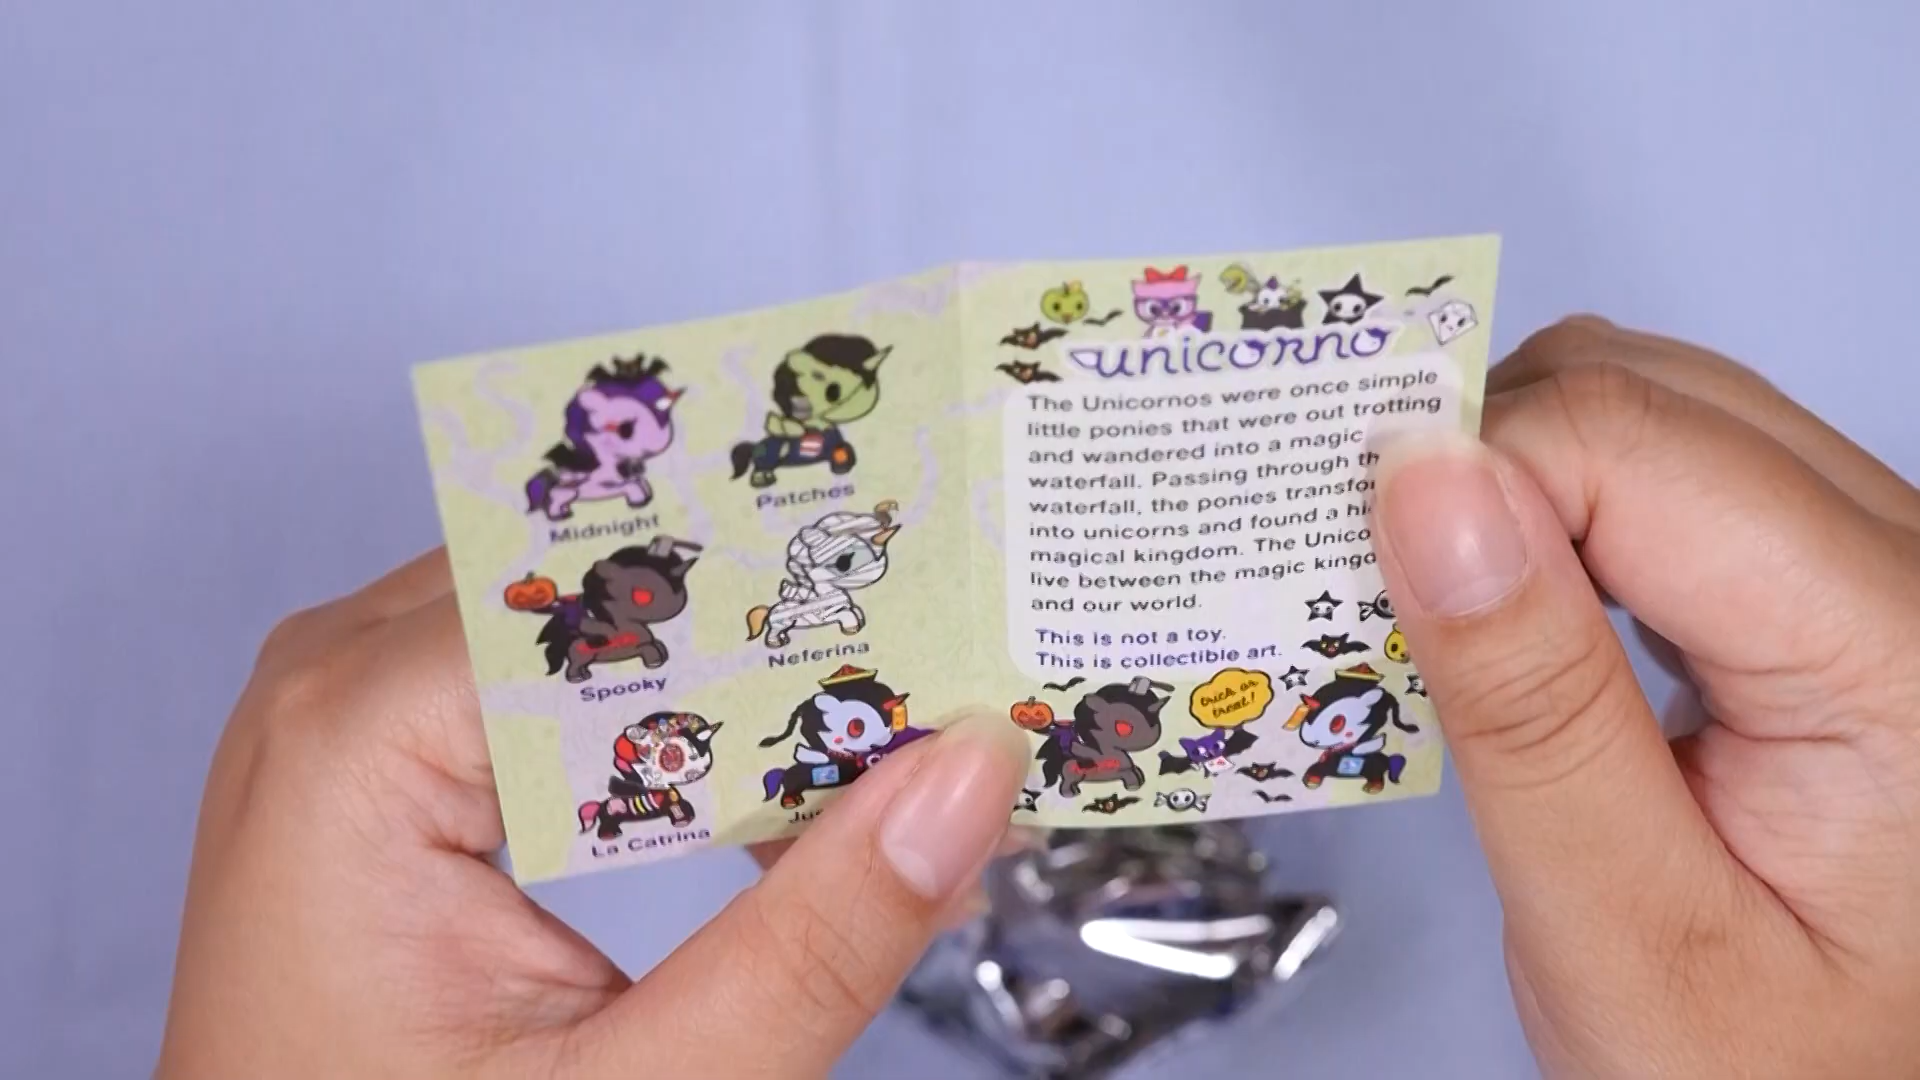 Midnight
Patches
Spooky
Neferina
La Catrina
unicorno
The Unicornos were once simple
little ponies that were out trotting
and wandered into a magic
waterfall. Passing through
waterfall, the ponies
into unicorns and found a
magical kingdom. The
live between the magic
and our world.
This is not a toy.
This is collectible art.
trick or
treat!